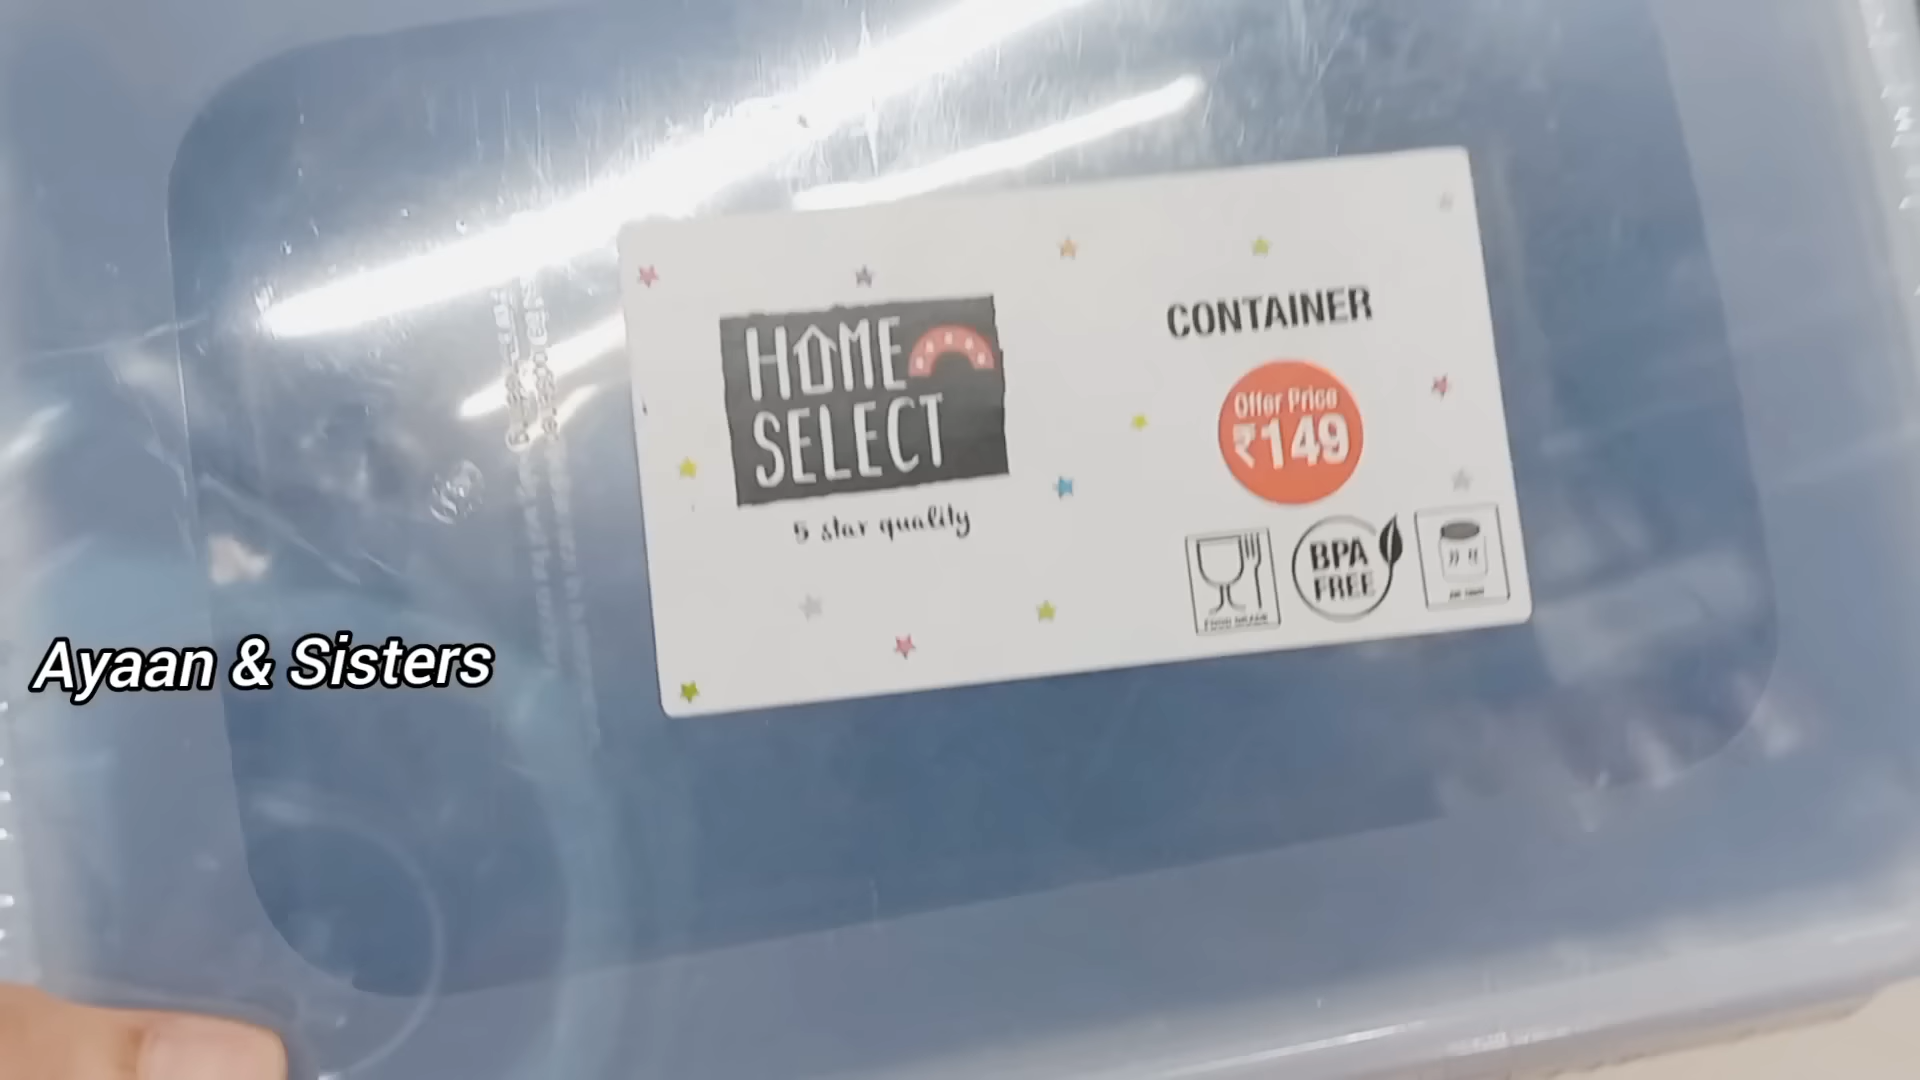 HOME
SELECT
5 star quality
CONTAINER
Offer Price
₹149
BPA
FREE
Ayaan & Sisters